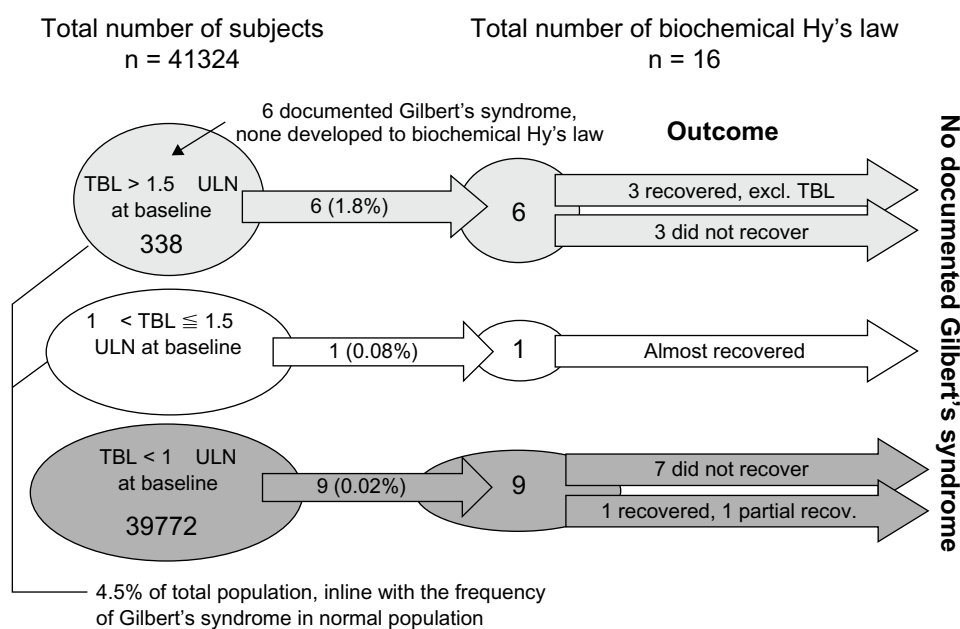 Total number of subjects
n = 41324
Total number of biochemical Hy's law
n = 16
6 documented Gilbert's syndrome,
none developed to biochemical Hy's law
Outcome
TBL > 1.5 ULN
at baseline
338
6 (1.8%)
6
3 recovered, excl. TBL
3 did not recover
1 < TBL ≦ 1.5
ULN at baseline
1 (0.08%)
1
Almost recovered
TBL < 1 ULN
at baseline
39772
9 (0.02%)
9
7 did not recover
1 recovered, 1 partial recov.
No documented Gilbert's syndrome
4.5% of total population, inline with the frequency
of Gilbert's syndrome in normal population